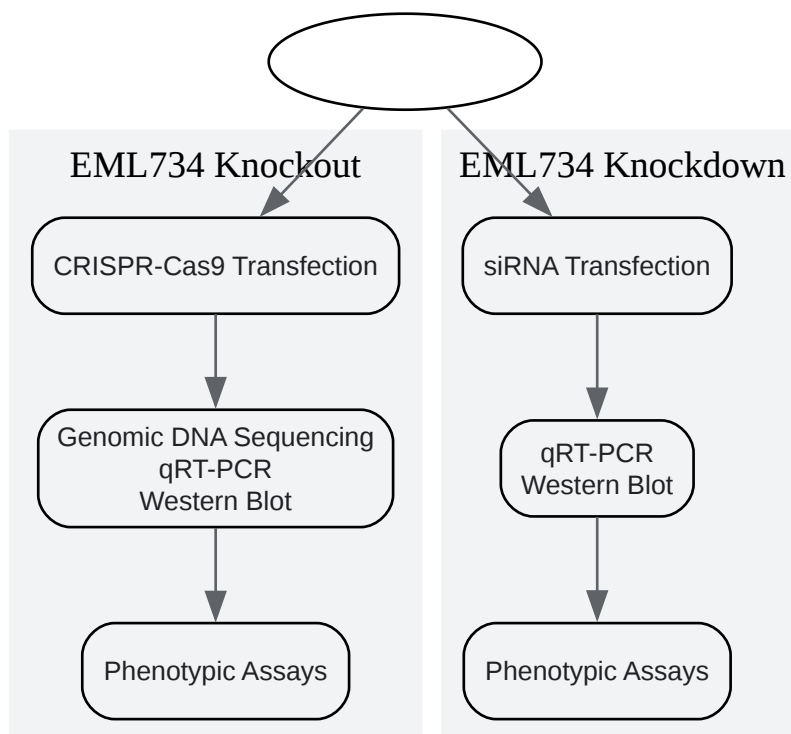 EML734 Knockout
CRISPR-Cas9 Transfection
Genomic DNA Sequencing
qRT-PCR
Western Blot
Phenotypic Assays
EML734 Knockdown
siRNA Transfection
qRT-PCR
Western Blot
Phenotypic Assays